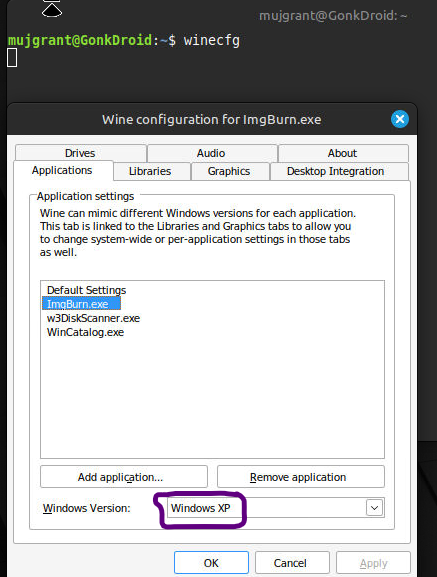 mujgrant@GonkDroid: ~
mujgrant@GonkDroid:~$ winecfg
Wine configuration for ImgBurn.exe
Drives Audio About
Applications Libraries Graphics Desktop Integration
Application settings
Wine can mimic different Windows versions for each application.
This tab is linked to the Libraries and Graphics tabs to allow you
to change system-wide or per-application settings in those tabs
as well.
Default Settings
ImgBurn.exe
w3DiskScanner.exe
WinCatalog.exe
Add application... Remove application
Windows Version: Windows XP
OK Cancel Apply